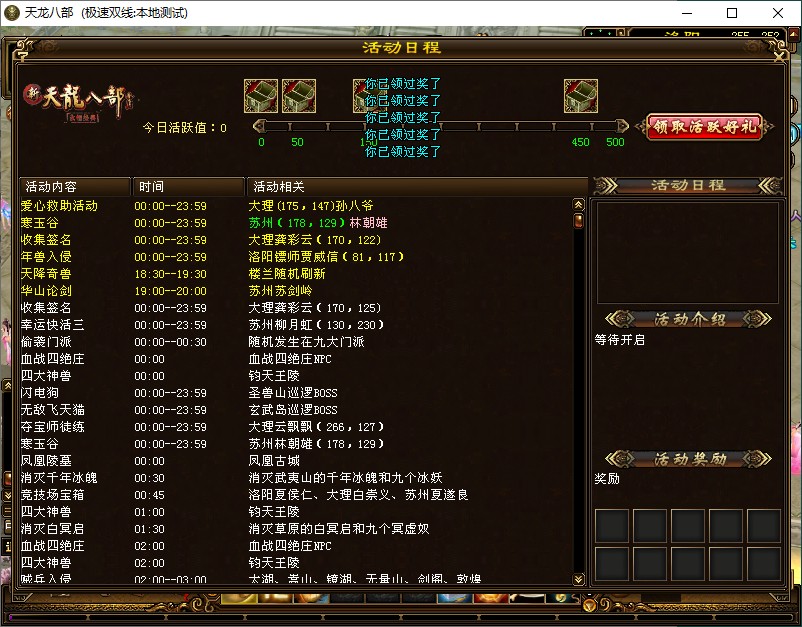 天龙八部 (极速双线:本地测试)
活动日程
新天龍八部
今日活跃值：0
你已领过奖了
你已领过奖了
你已领过奖了
你已领过奖了
你已领过奖了
0 50 150 450 500
领取活跃好礼
活动内容 时间 活动相关
爱心救助活动 00:00--23:59 大理(175，147)孙八爷
寒玉谷 00:00--23:59 苏州（178，129）林朝雄
收集签名 00:00--23:59 大理龚彩云（170，122）
年兽入侵 00:00--23:59 洛阳镖师贾威信（81，117）
天降奇兽 18:30--19:30 楼兰随机刷新
华山论剑 19:00--20:00 苏州苏剑岭
收集签名 00:00--23:59 大理龚彩云（170，125）
幸运快活三 00:00--23:59 苏州柳月虹（130，230）
偷袭门派 00:00--00:30 随机发生在九大门派
血战四绝庄 00:00 血战四绝庄NPC
四大神兽 00:00 钧天王陵
闪电狗 00:00--23:59 圣兽山巡逻BOSS
无敌飞天猫 00:00--23:59 玄武岛巡逻BOSS
夺宝师徒练 00:00--23:59 大理云飘飘（266，127）
寒玉谷 00:00--23:59 苏州林朝雄（178，129）
凤凰陵墓 00:00 凤凰古城
消灭千年冰魄 00:30 消灭武夷山的千年冰魄和九个冰妖
竞技场宝箱 00:45 洛阳夏侯仁、大理白崇义、苏州夏遂良
四大神兽 01:00 钧天王陵
消灭白冥启 01:30 消灭草原的白冥启和九个冥虚奴
血战四绝庄 02:00 血战四绝庄NPC
四大神兽 02:00 钧天王陵
贼兵入侵 02:00--03:00 太湖、嵩山、镜湖、无量山、剑阁、敦煌
活动日程
活动介绍
等待开启
活动奖励
奖励